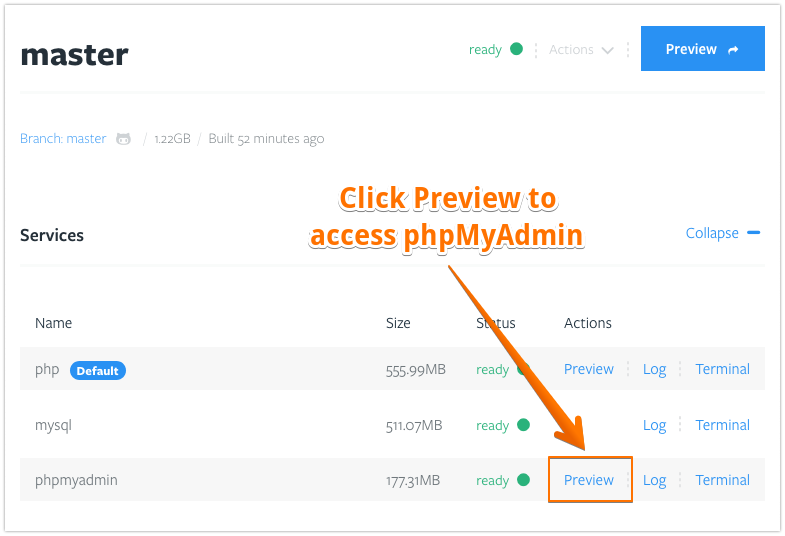 master
ready
Actions
Preview
Branch: master / 1.22GB / Built 52 minutes ago
Click Preview to
access phpMyAdmin
Services
Collapse
Name Size Status Actions
php Default 555.99MB ready Preview Log Terminal
mysql 511.07MB ready Log Terminal
phpmyadmin 177.31MB ready Preview Log Terminal